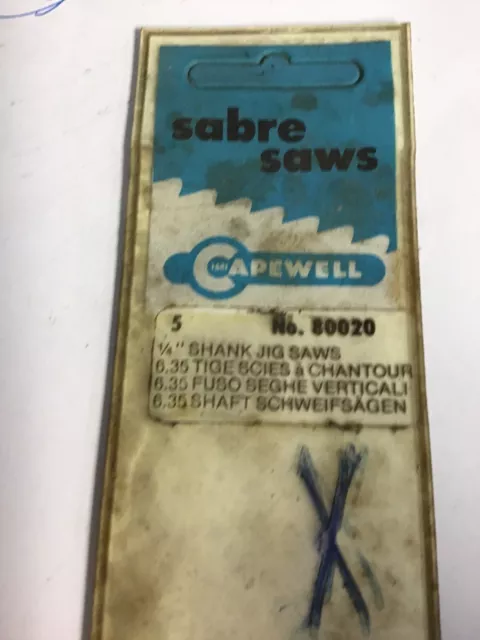 sabre
saws
1881
CAPEWELL
5 No. 80020
1/4" SHANK JIG SAWS
6.35 TIGE SCIES à CHANTOUR
6.35 FUSO SEGHE VERTICALI
6.35 SHAFT SCHWEIFSÄGEN
X